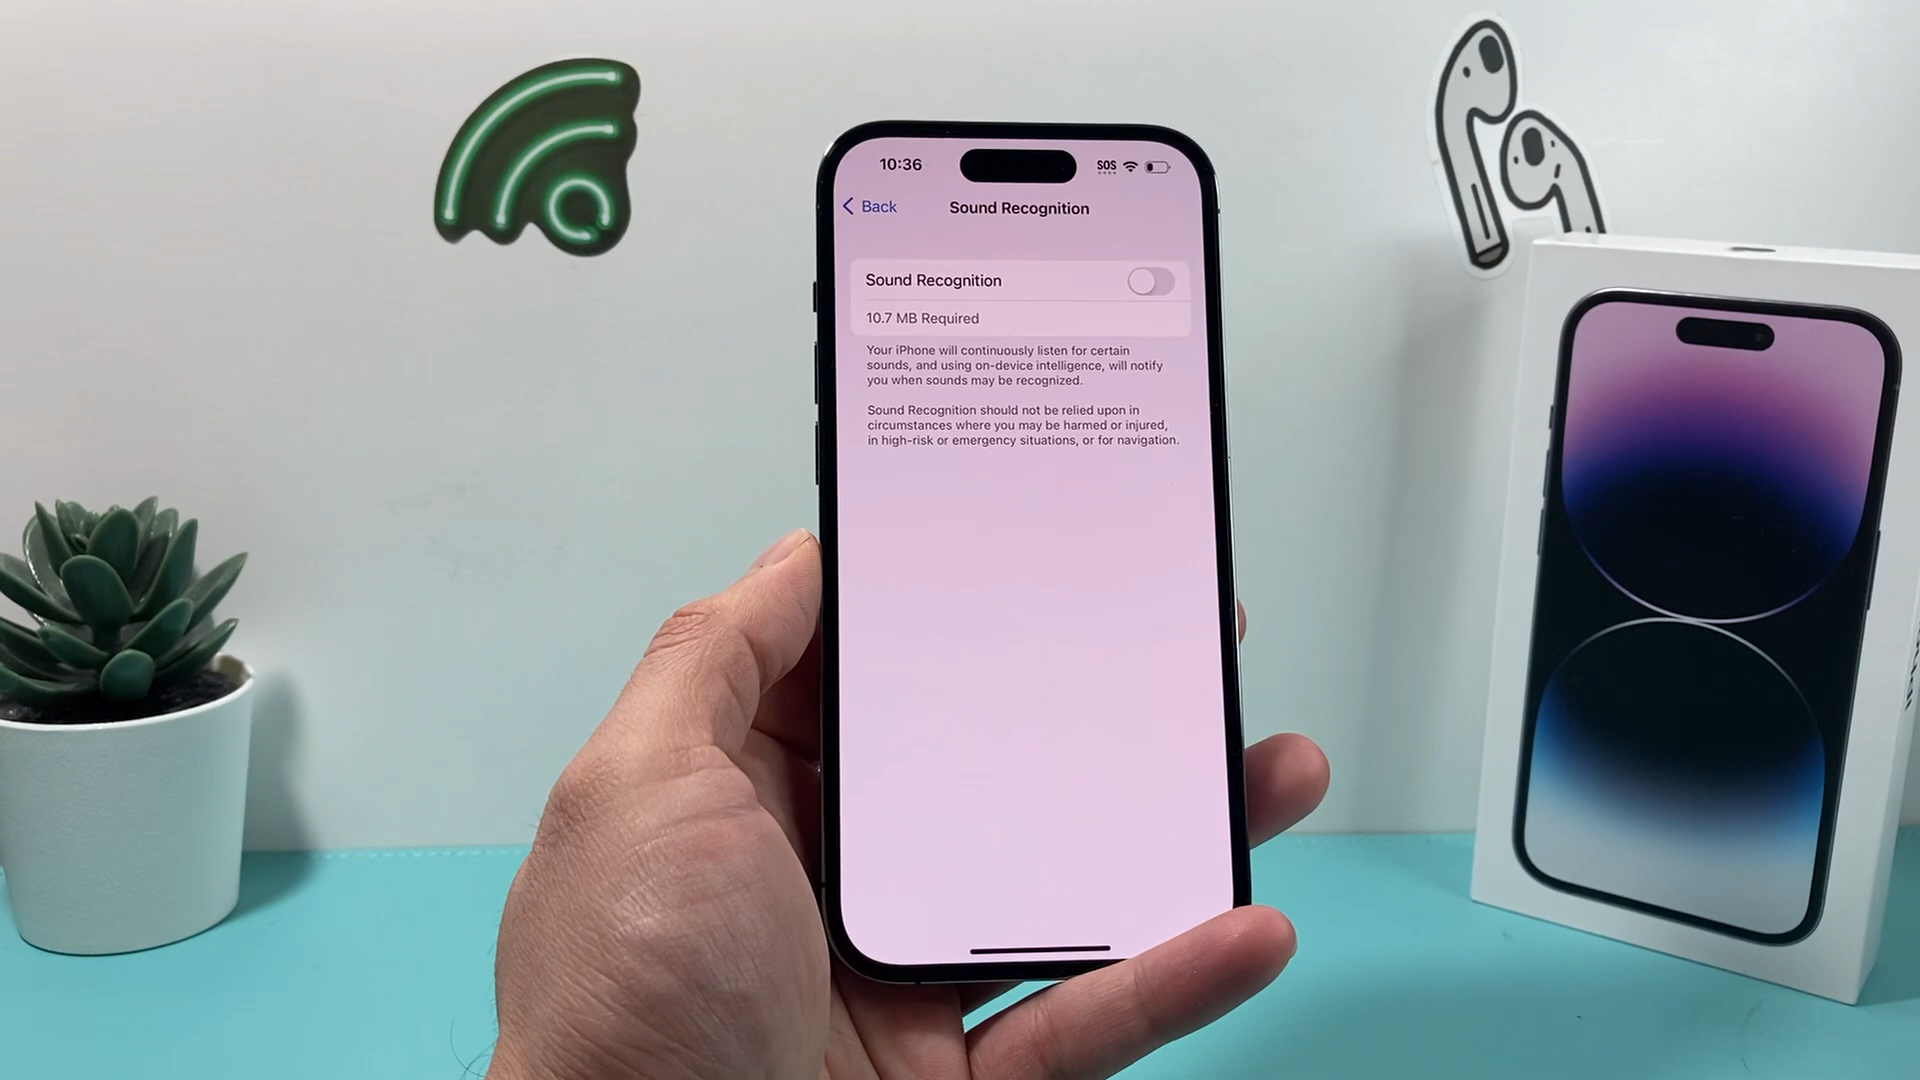 10:36
SOS
Back
Sound Recognition
Sound Recognition
10.7 MB Required
Your iPhone will continuously listen for certain
sounds, and using on-device intelligence, will notify
you when sounds may be recognized.
Sound Recognition should not be relied upon in
circumstances where you may be harmed or injured,
in high-risk or emergency situations, or for navigation.